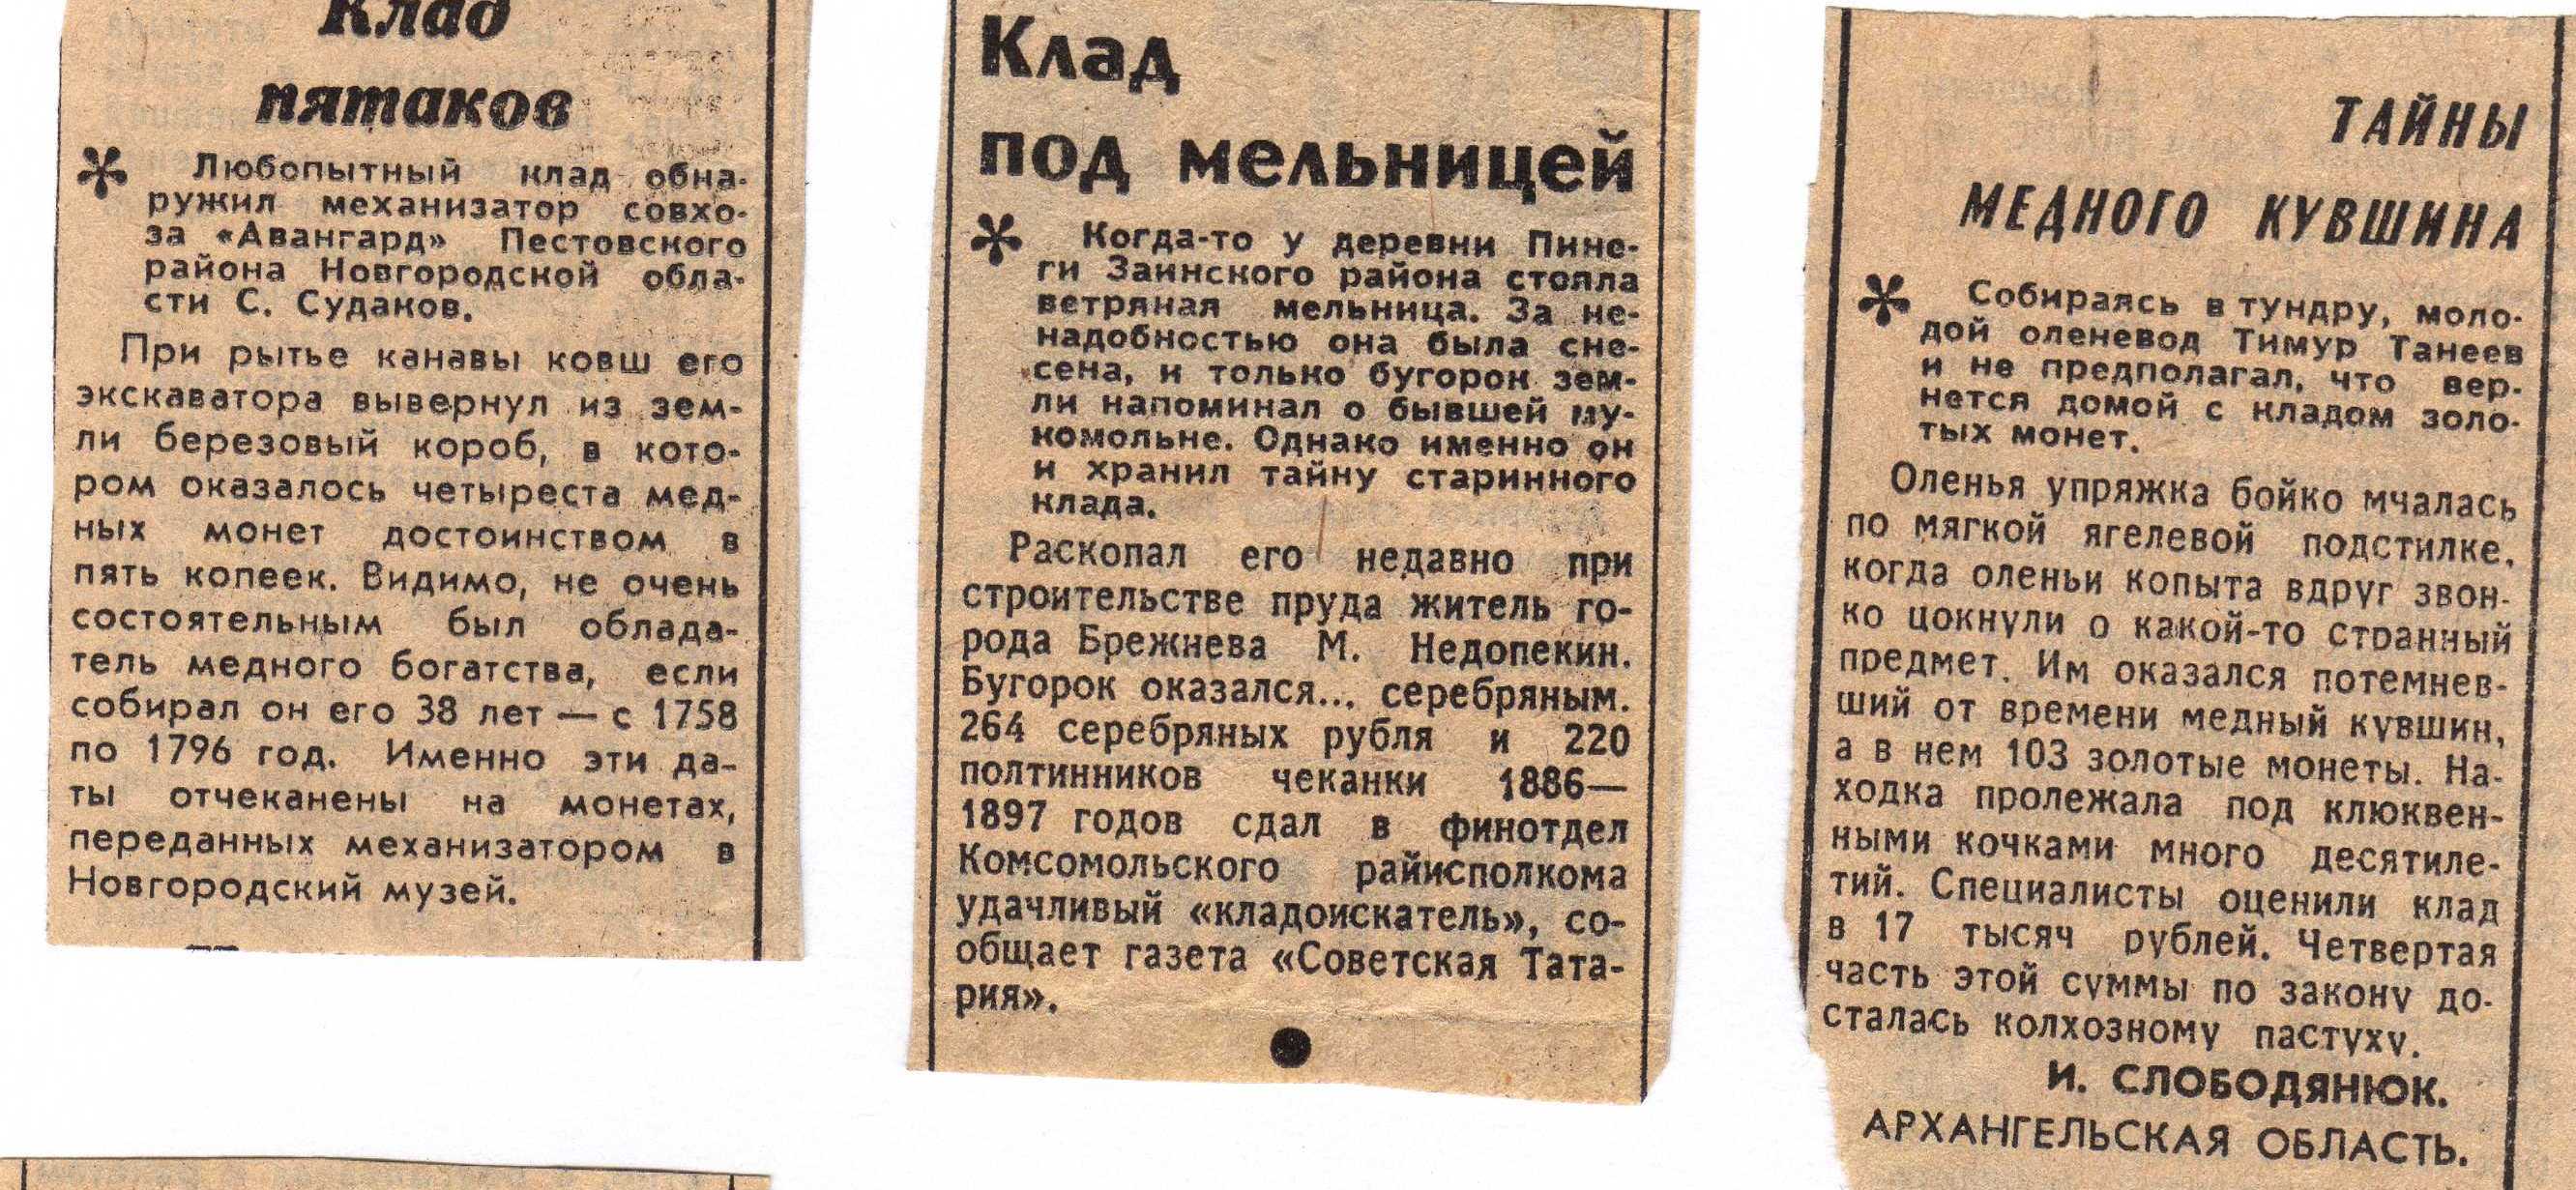 Клад
пятаков
* Любопытный клад обна-
ружил механизатор совхо-
за «Авангард» Пестовского
района Новгородской обла-
сти С. Судаков.
При рытье канавы ковш его
экскаватора вывернул из зем-
ли березовый короб, в кото-
ром оказалось четыреста мед-
ных монет достоинством в
пять копеек. Видимо, не очень
состоятельным был облада-
тель медного богатства, если
собирал он его 38 лет — с 1758
по 1796 год. Именно эти да-
ты отчеканены на монетах,
переданных механизатором в
Новгородский музей.
Клад
под мельницей
* Когда-то у деревни Пине-
ги Заинского района стояла
ветряная мельница. За не-
надобностью она была сне-
сена, и только бугорок зем-
ли напоминал о бывшей му-
комольне. Однако именно он
и хранил тайну старинного
клада.
Раскопал его недавно при
строительстве пруда житель го-
рода Брежнева М. Недопекин.
Бугорок оказался... серебряным.
264 серебряных рубля и 220
полтинников чеканки 1886—
1897 годов сдал в финотдел
Комсомольского райисполкома
удачливый «кладоискатель», со-
общает газета «Советская Тата-
рия».
ТАЙНЫ
МЕДНОГО КУВШИНА
* Собираясь в тундру, моло-
дой оленевод Тимур Танеев
и не предполагал, что вер-
нется домой с кладом золо-
тых монет.
Оленья упряжка бойко мчалась
по мягкой ягелевой подстилке,
когда оленьи копыта вдруг звон-
ко цокнули о какой-то странный
предмет. Им оказался потемнев-
ший от времени медный кувшин,
а в нем 103 золотые монеты. На-
ходка пролежала под клюквен-
ными кочками много десятиле-
тий. Специалисты оценили клад
в 17 тысяч рублей. Четвертая
часть этой суммы по закону до-
сталась колхозному пастуху.
И. СЛОБОДЯНЮК.
АРХАНГЕЛЬСКАЯ ОБЛАСТЬ.